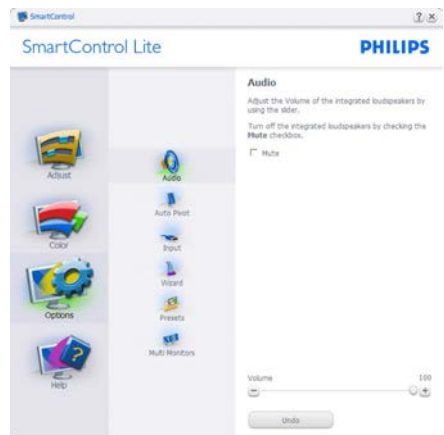 SmartControl
SmartControl Lite
PHILIPS
Adjust
Color
Options
Help
Audio
Auto Pivot
Input
Wizard
Presets
Multi Monitors
Audio
Adjust the Volume of the integrated loudspeakers by
using the slider.
Turn off the integrated loudspeakers by checking the
Mute checkbox.
Mute
Volume 100
Undo